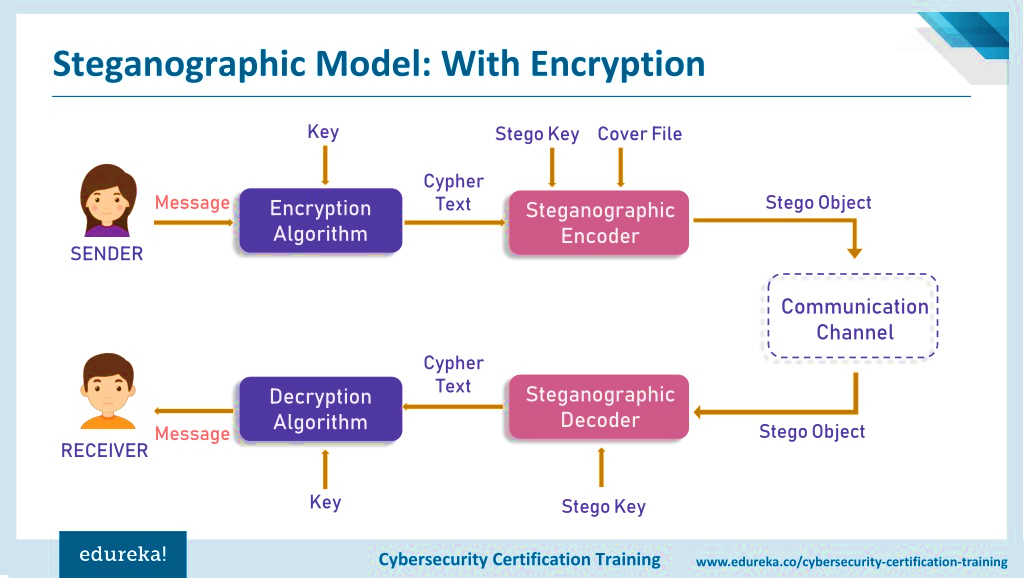 Steganographic Model: With Encryption
Key
Stego Key
Cover File
Message
Encryption
Algorithm
Cypher
Text
Steganographic
Encoder
Stego Object
SENDER
Communication
Channel
RECEIVER
Message
Decryption
Algorithm
Cypher
Text
Steganographic
Decoder
Stego Object
Key
Stego Key
edureka!
Cybersecurity Certification Training
www.edureka.co/cybersecurity-certification-training